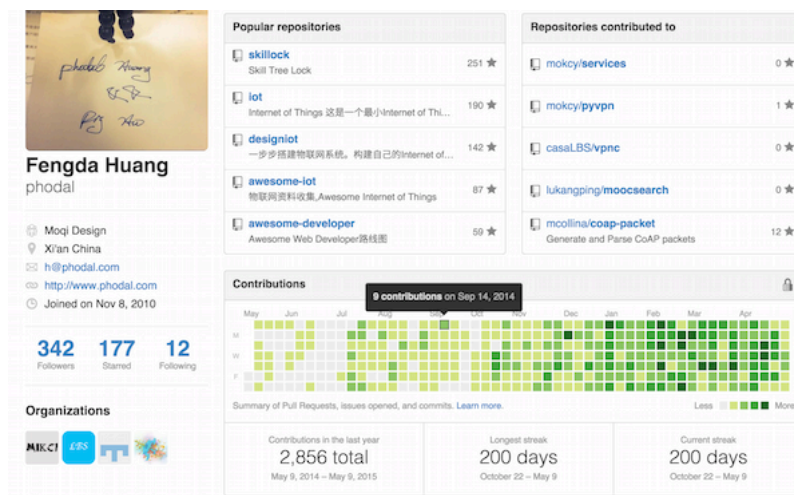 phodal Huang
Fengda Huang
phodal
Moqi Design
Xi'an China
h@phodal.com
http://www.phodal.com
Joined on Nov 8, 2010
342 177 12
Followers Starred Following
Organizations
LBS
Popular repositories
skillock
Skill Tree Lock
251
iot
Internet of Things 这是一个最小Internet of Thi...
190
designiot
一步步搭建物联网系统。构建自己的Internet of...
142
awesome-iot
物联网资料收集,Awesome Internet of Things
87
awesome-developer
Awesome Web Developer路线图
59
Repositories contributed to
mokcy/services
0
mokcy/pyvpn
1
casaLBS/vpnc
0
lukangping/moocsearch
0
mcollina/coap-packet
Generate and Parse CoAP packets
12
Contributions
9 contributions on Sep 14, 2014
May Jun Jul Aug Sep Oct Nov Dec Jan Feb Mar Apr
M
W
F
Summary of Pull Requests, issues opened, and commits. Learn more.
Less More
Contributions in the last year
2,856 total
May 9, 2014 – May 9, 2015
Longest streak
200 days
October 22 – May 9
Current streak
200 days
October 22 – May 9